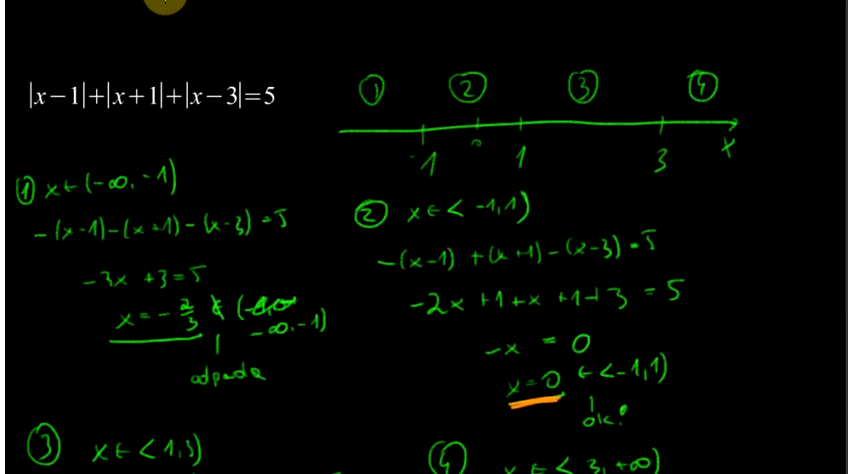 |x−1|+|x+1|+|x−3|=5
① ② ③ ④
-1 0 1 3 x
① x ∈ (-∞, -1)
-(x-1)-(x+1)-(x-3)=5
-3x +3=5
x = -2/3 ∉
(-∞,-1)
odpada
② x ∈ < -1,1)
-(x-1) +(x+1)-(x-3)=5
-2x +1+x +1+3 = 5
-x = 0
x=0 ∈ <-1,1)
ok!
③ x ∈ <1,3)
④ x ∈ < 3, +∞)